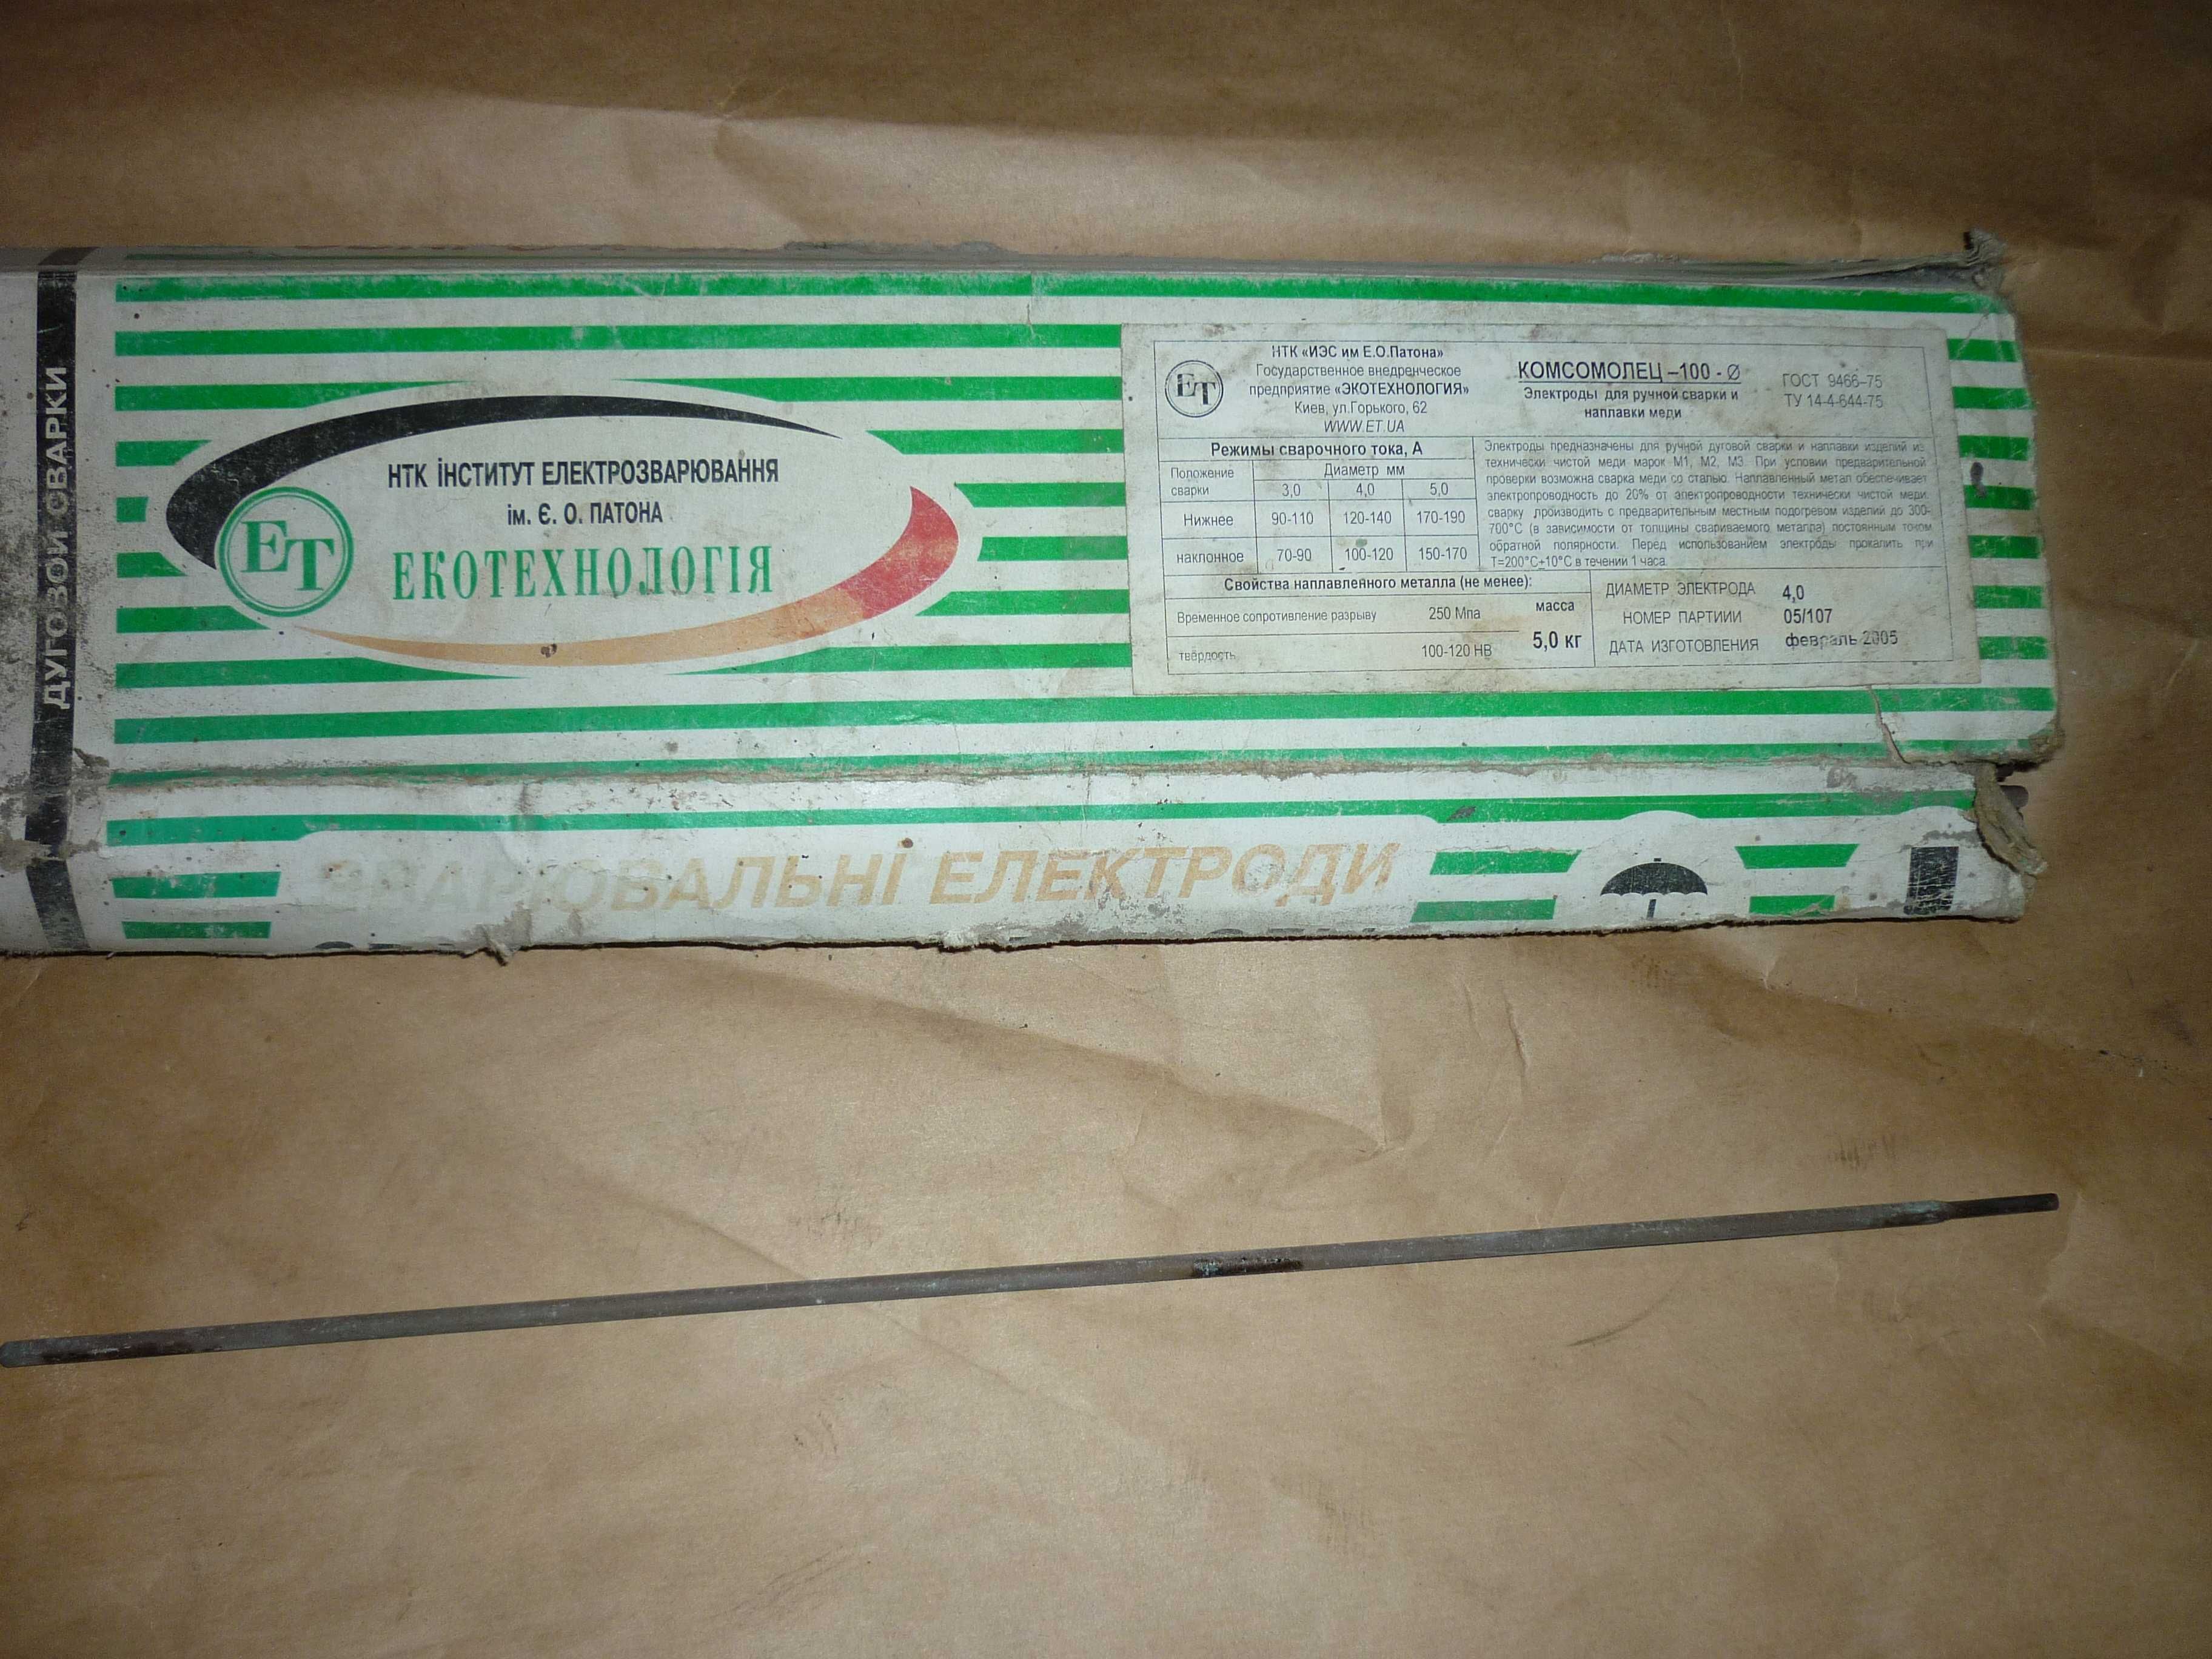 ДУГОВОЙ СВАРКИ
НТК ІНСТИТУТ ЕЛЕКТРОЗВАРЮВАННЯ
ім. Є. О. ПАТОНА
ЕТ
ЕКОТЕХНОЛОГІЯ
ЕТ
НТК «ИЭС им Е.О.Патона»
Государственное внедренческое
предприятие «ЭКОТЕХНОЛОГИЯ»
Киев, ул.Горького, 62
WWW.ET.UA
КОМСОМОЛЕЦ –100 - Ø
Электроды для ручной сварки и
наплавки меди
ГОСТ 9466–75
ТУ 14-4-644-75
Режимы сварочного тока, А
Положение сварки Диаметр мм
3,0 4,0 5,0
Нижнее 90-110 120-140 170-190
наклонное 70-90 100-120 150-170
Электроды предназначены для ручной дуговой сварки и наплавки изделий из
технически чистой меди марок М1, М2, М3. При условии предварительной
проверки возможна сварка меди со сталью. Наплавленный метал обеспечивает
электропроводность до 20% от электропроводности технически чистой меди.
сварку производить с предварительным местным подогревом изделий до 300-
700°С (в зависимости от толщины свариваемого металла) постоянным током
обратной полярности. Перед использованием электроды прокалить при
Т=200°С+10°С в течении 1 часа.
Свойства наплавленного металла (не менее):
Временное сопротивление разрыву 250 Мпа
твёрдость 100-120 НВ
масса
5,0 кг
ДИАМЕТР ЭЛЕКТРОДА 4,0
НОМЕР ПАРТИИИ 05/107
ДАТА ИЗГОТОВЛЕНИЯ февраль 2005
ЗВАРЮВАЛЬНІ ЕЛЕКТРОДИ